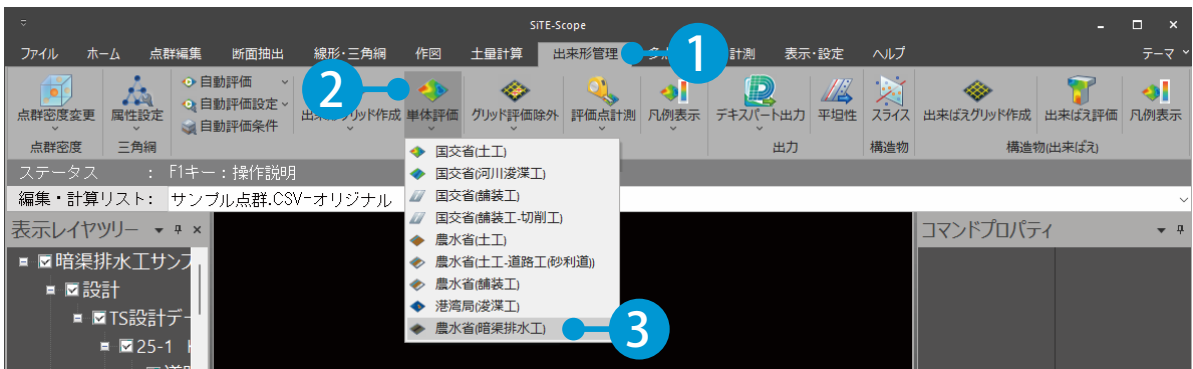 SiTE-Scope
ファイル ホーム 点群編集 断面抽出 線形・三角網 作図 土量計算 出来形管理 1 計測 表示・設定 ヘルプ テーマ
2
自動評価
自動評価設定
自動評価条件
点群密度変更 属性設定 グリッド作成 単体評価 グリッド評価除外 評価点計測 凡例表示 デキスパート出力 平坦性 スライス 出来ばえグリッド作成 出来ばえ評価 凡例表示
点群密度 三角網 出力 構造物 構造物(出来ばえ)
ステータス : F1キー:操作説明
編集・計算リスト: サンプル点群.CSV-オリジナル
国交省(土工)
国交省(河川浚渫工)
国交省(舗装工)
国交省(舗装工-切削工)
農水省(土工)
農水省(土工-道路工(砂利道))
農水省(舗装工)
港湾局(浚渫工)
農水省(暗渠排水工) 3
表示レイヤツリー
暗渠排水工サンプ
設計
TS設計デー
25-1
コマンドプロパティ